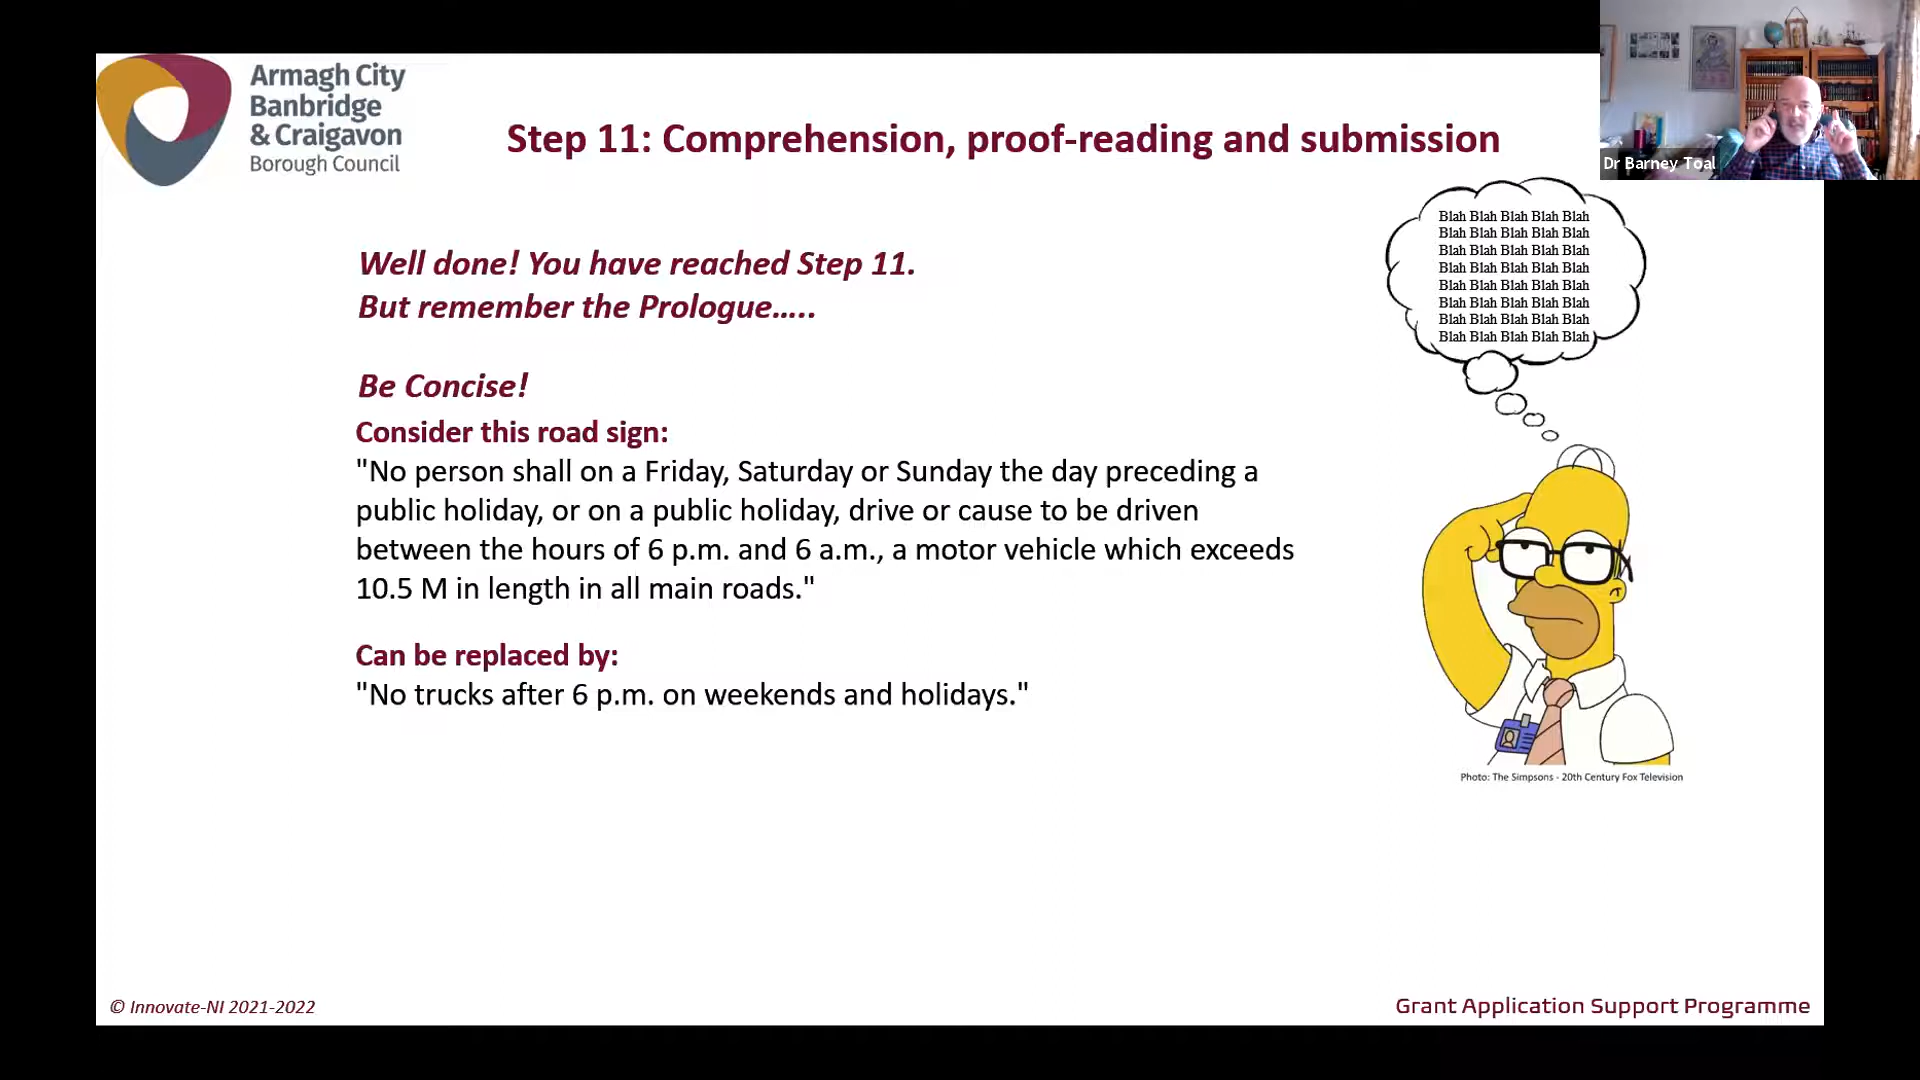 Armagh City
Banbridge
& Craigavon
Borough Council
Step 11: Comprehension, proof-reading and submission
Dr Barney Toal
Blah Blah Blah Blah Blah
Blah Blah Blah Blah Blah
Blah Blah Blah Blah Blah
Blah Blah Blah Blah Blah
Blah Blah Blah Blah Blah
Blah Blah Blah Blah Blah
Blah Blah Blah Blah Blah
Blah Blah Blah Blah Blah
Well done! You have reached Step 11.
But remember the Prologue…..
Be Concise!
Consider this road sign:
"No person shall on a Friday, Saturday or Sunday the day preceding a
public holiday, or on a public holiday, drive or cause to be driven
between the hours of 6 p.m. and 6 a.m., a motor vehicle which exceeds
10.5 M in length in all main roads."
Can be replaced by:
"No trucks after 6 p.m. on weekends and holidays."
Photo: The Simpsons - 20th Century Fox Television
© Innovate-NI 2021-2022
Grant Application Support Programme